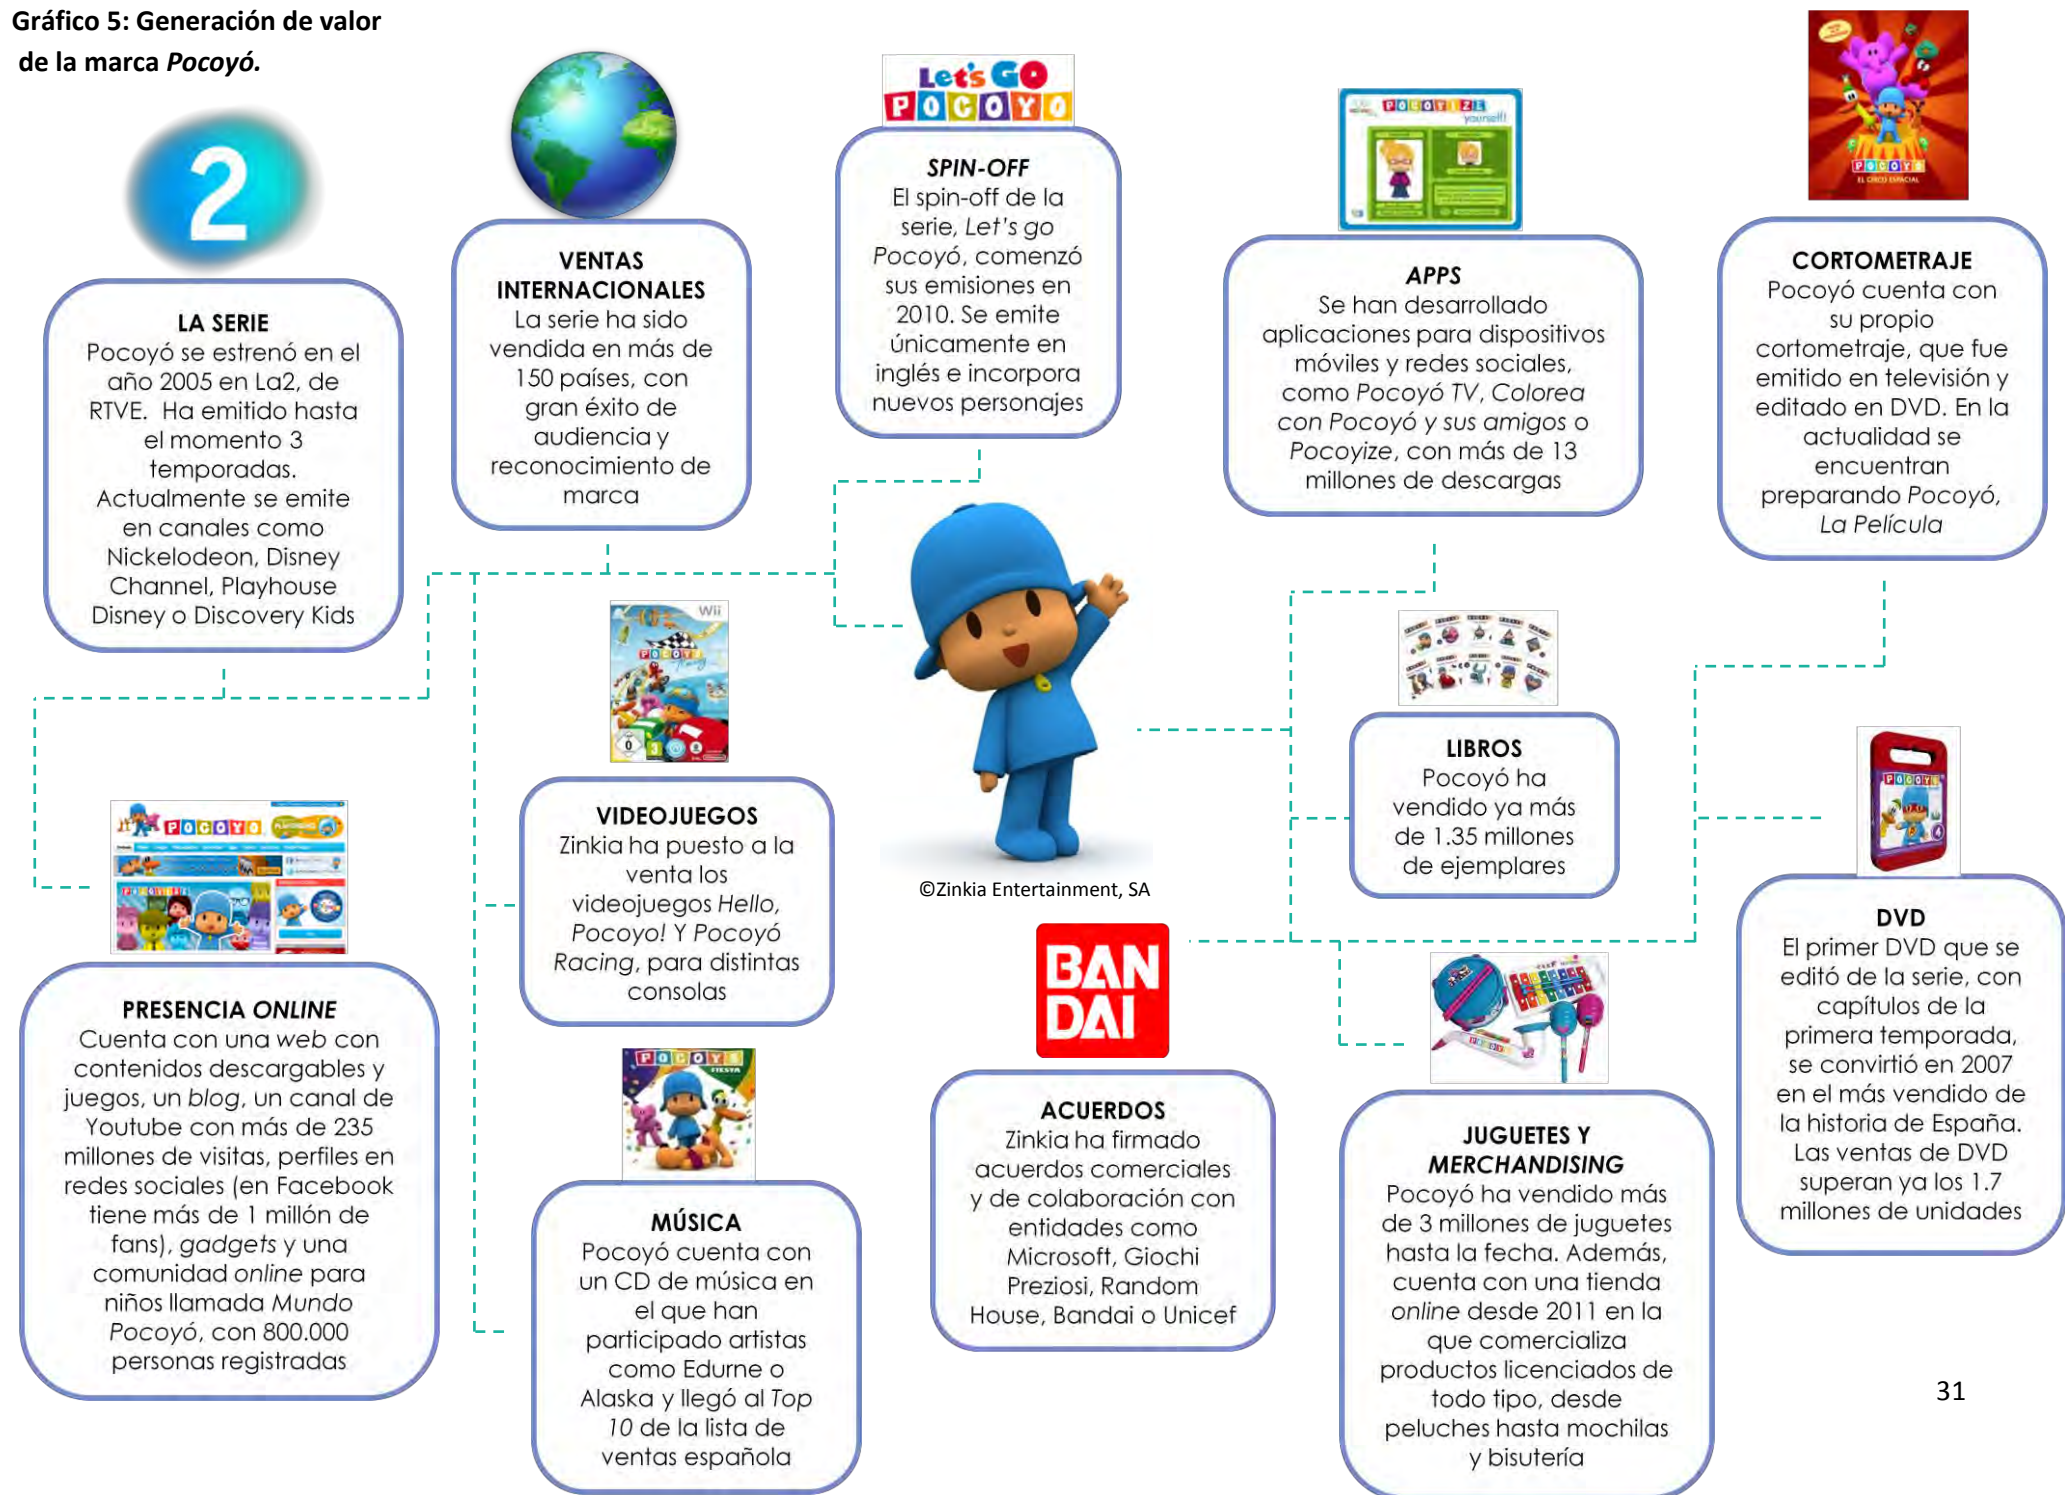 Gráfico 5: Generación de valor
de la marca Pocoyó.
2
LA SERIE
Pocoyó se estrenó en el
año 2005 en La2, de
RTVE. Ha emitido hasta
el momento 3
temporadas.
Actualmente se emite
en canales como
Nickelodeon, Disney
Channel, Playhouse
Disney o Discovery Kids
VENTAS
INTERNACIONALES
La serie ha sido
vendida en más de
150 países, con
gran éxito de
audiencia y
reconocimiento de
marca
Let's GO
POCOYO
SPIN-OFF
El spin-off de la
serie, Let's go
Pocoyó, comenzó
sus emisiones en
2010. Se emite
únicamente en
inglés e incorpora
nuevos personajes
POCOYIZE
yourself!
APPS
Se han desarrollado
aplicaciones para dispositivos
móviles y redes sociales,
como Pocoyó TV, Colorea
con Pocoyó y sus amigos o
Pocoyize, con más de 13
millones de descargas
POCOYO
EL CIRCO ESPACIAL
CORTOMETRAJE
Pocoyó cuenta con
su propio
cortometraje, que fue
emitido en televisión y
editado en DVD. En la
actualidad se
encuentran
preparando Pocoyó,
La Película
POCOYO
PRESENCIA ONLINE
Cuenta con una web con
contenidos descargables y
juegos, un blog, un canal de
Youtube con más de 235
millones de visitas, perfiles en
redes sociales (en Facebook
tiene más de 1 millón de
fans), gadgets y una
comunidad online para
niños llamada Mundo
Pocoyó, con 800.000
personas registradas
Wii
POCOYO
Racing
0
3
VIDEOJUEGOS
Zinkia ha puesto a la
venta los
videojuegos Hello,
Pocoyo! Y Pocoyó
Racing, para distintas
consolas
POCOYO
FIESTA
MÚSICA
Pocoyó cuenta con
un CD de música en
el que han
participado artistas
como Edurne o
Alaska y llegó al Top
10 de la lista de
ventas española
©Zinkia Entertainment, SA
BAN
DAI
ACUERDOS
Zinkia ha firmado
acuerdos comerciales
y de colaboración con
entidades como
Microsoft, Giochi
Preziosi, Random
House, Bandai o Unicef
LIBROS
Pocoyó ha
vendido ya más
de 1.35 millones
de ejemplares
JUGUETES Y
MERCHANDISING
Pocoyó ha vendido más
de 3 millones de juguetes
hasta la fecha. Además,
cuenta con una tienda
online desde 2011 en la
que comercializa
productos licenciados de
todo tipo, desde
peluches hasta mochilas
y bisutería
POCOYO
4
DVD
El primer DVD que se
editó de la serie, con
capítulos de la
primera temporada,
se convirtió en 2007
en el más vendido de
la historia de España.
Las ventas de DVD
superan ya los 1.7
millones de unidades
31